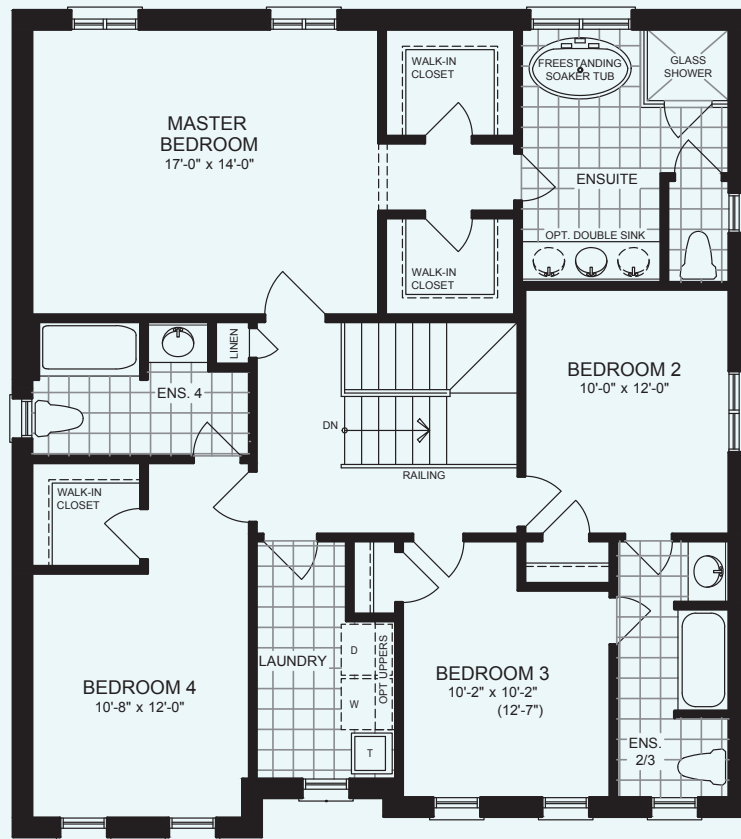 MASTER
BEDROOM
17'-0" x 14'-0"
WALK-IN
CLOSET
FREESTANDING
SOAKER TUB
GLASS
SHOWER
ENSUITE
OPT. DOUBLE SINK
WALK-IN
CLOSET
LINEN
ENS. 4
DN
RAILING
BEDROOM 2
10'-0" x 12'-0"
WALK-IN
CLOSET
BEDROOM 4
10'-8" x 12'-0"
LAUNDRY
D
W
T
OPT UPPERS
BEDROOM 3
10'-2" x 10'-2"
(12'-7")
ENS.
2/3